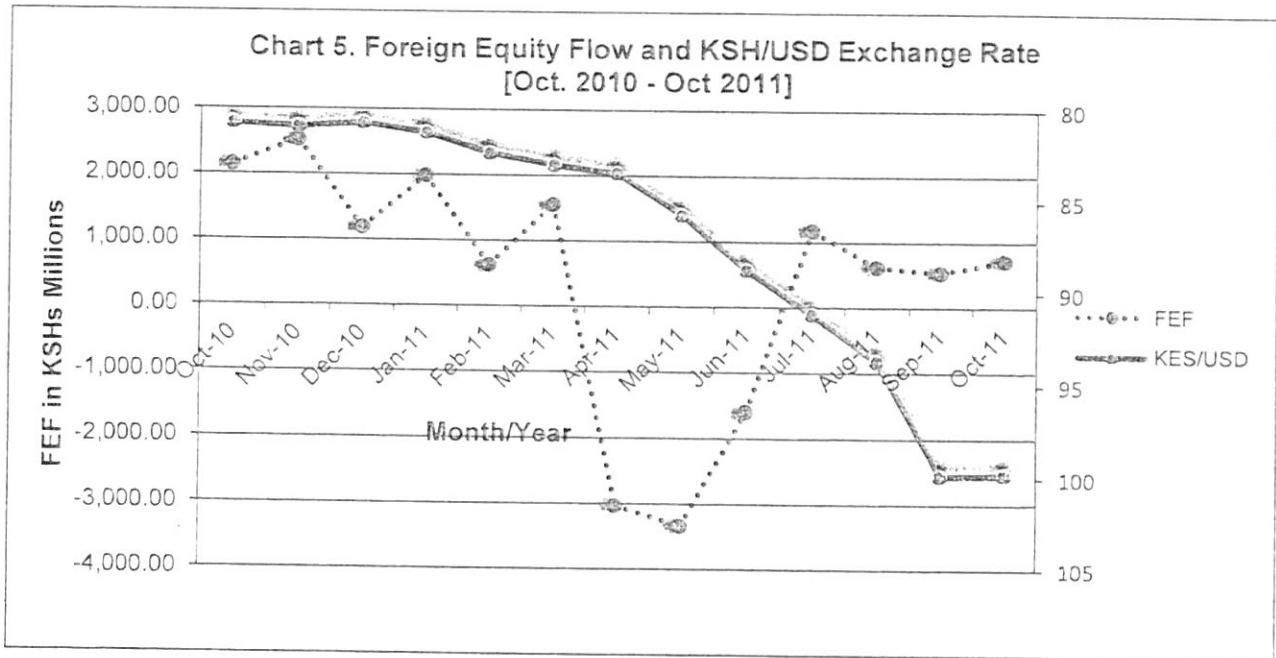 Chart 5. Foreign Equity Flow and KSH/USD Exchange Rate
[Oct. 2010 - Oct 2011]
FEF in KSHs Millions
3,000.00
2,000.00
1,000.00
0.00
-1,000.00
-2,000.00
-3,000.00
-4,000.00
Oct-10
Nov-10
Dec-10
Jan-11
Feb-11
Mar-11
Apr-11
May-11
Jun-11
Jul-11
Aug-11
Sep-11
Oct-11
Month/Year
80
85
90
95
100
105
FEF
KES/USD